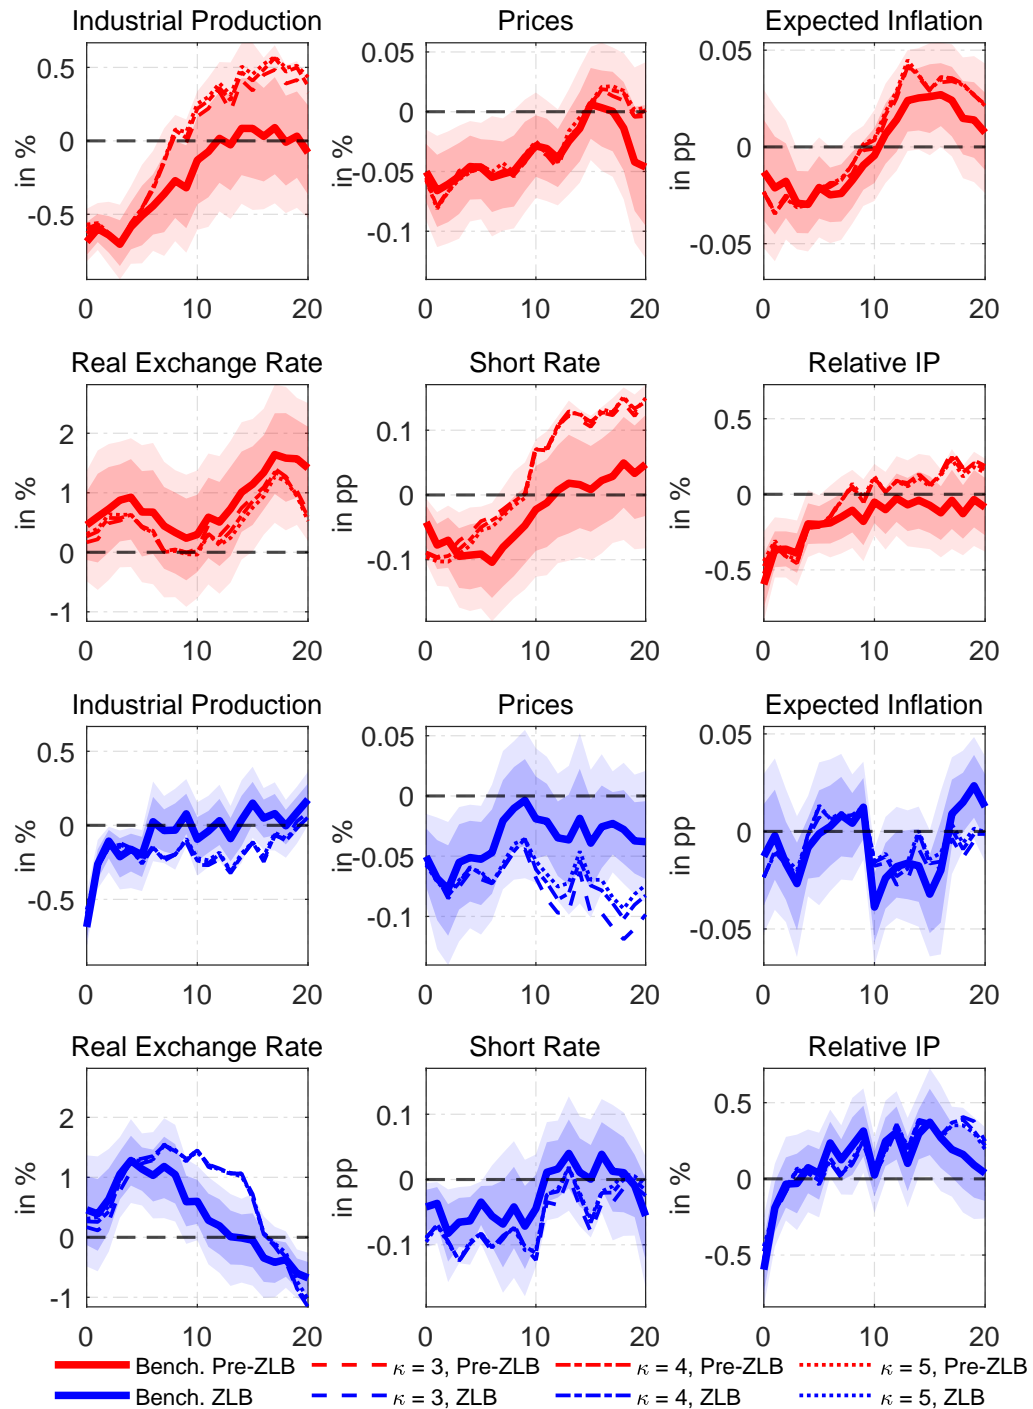 Industrial Production Prices Expected Inflation
in % 0.5 0 -0.5 0 10 20
in % 0.05 0 -0.05 -0.1 0 10 20
in pp 0.05 0 -0.05 0 10 20
Real Exchange Rate Short Rate Relative IP
in % 2 1 0 -1 0 10 20
in pp 0.1 0 -0.1 0 10 20
in % 0.5 0 -0.5 0 10 20
Industrial Production Prices Expected Inflation
in % 0.5 0 -0.5 0 10 20
in % 0.05 0 -0.05 -0.1 0 10 20
in pp 0.05 0 -0.05 0 10 20
Real Exchange Rate Short Rate Relative IP
in % 2 1 0 -1 0 10 20
in pp 0.1 0 -0.1 0 10 20
in % 0.5 0 -0.5 0 10 20
Bench. Pre-ZLB κ = 3, Pre-ZLB κ = 4, Pre-ZLB κ = 5, Pre-ZLB
Bench. ZLB κ = 3, ZLB κ = 4, ZLB κ = 5, ZLB